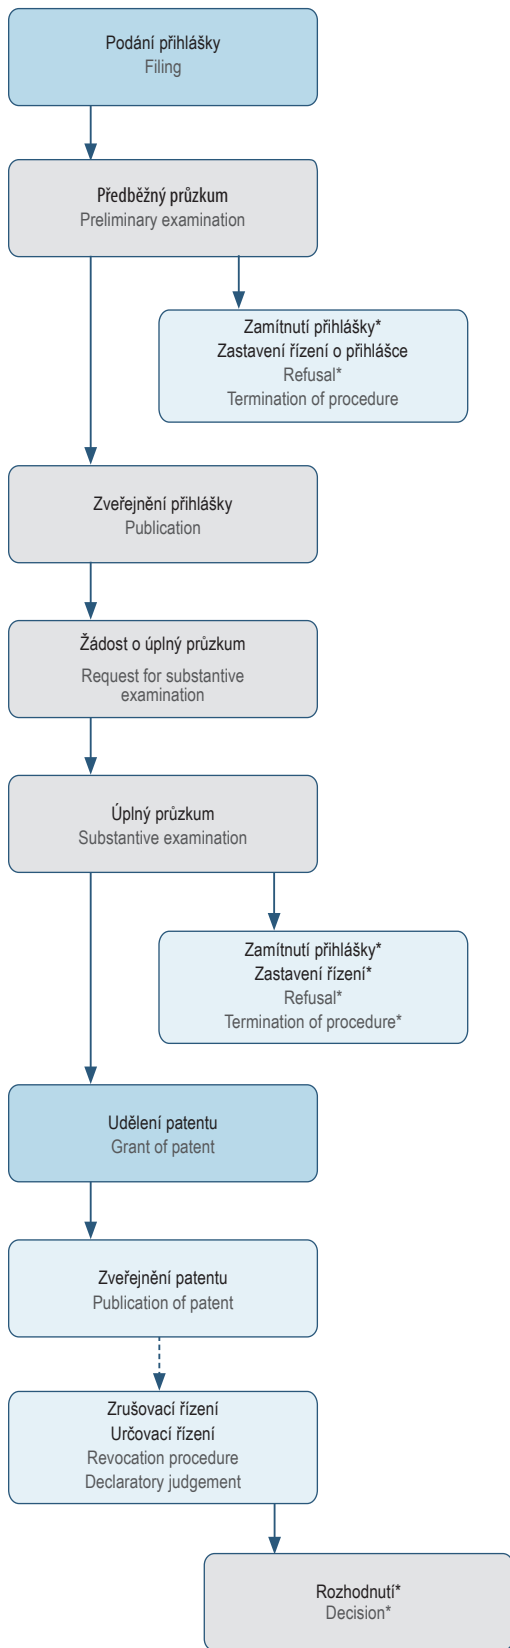 Podání přihlášky
Filing
Předběžný průzkum
Preliminary examination
Zamítnutí přihlášky*
Zastavení řízení o přihlášce
Refusal*
Termination of procedure
Zveřejnění přihlášky
Publication
Žádost o úplný průzkum
Request for substantive
examination
Úplný průzkum
Substantive examination
Zamítnutí přihlášky*
Zastavení řízení*
Refusal*
Termination of procedure*
Udělení patentu
Grant of patent
Zveřejnění patentu
Publication of patent
Zrušovací řízení
Určovací řízení
Revocation procedure
Declaratory judgement
Rozhodnutí*
Decision*